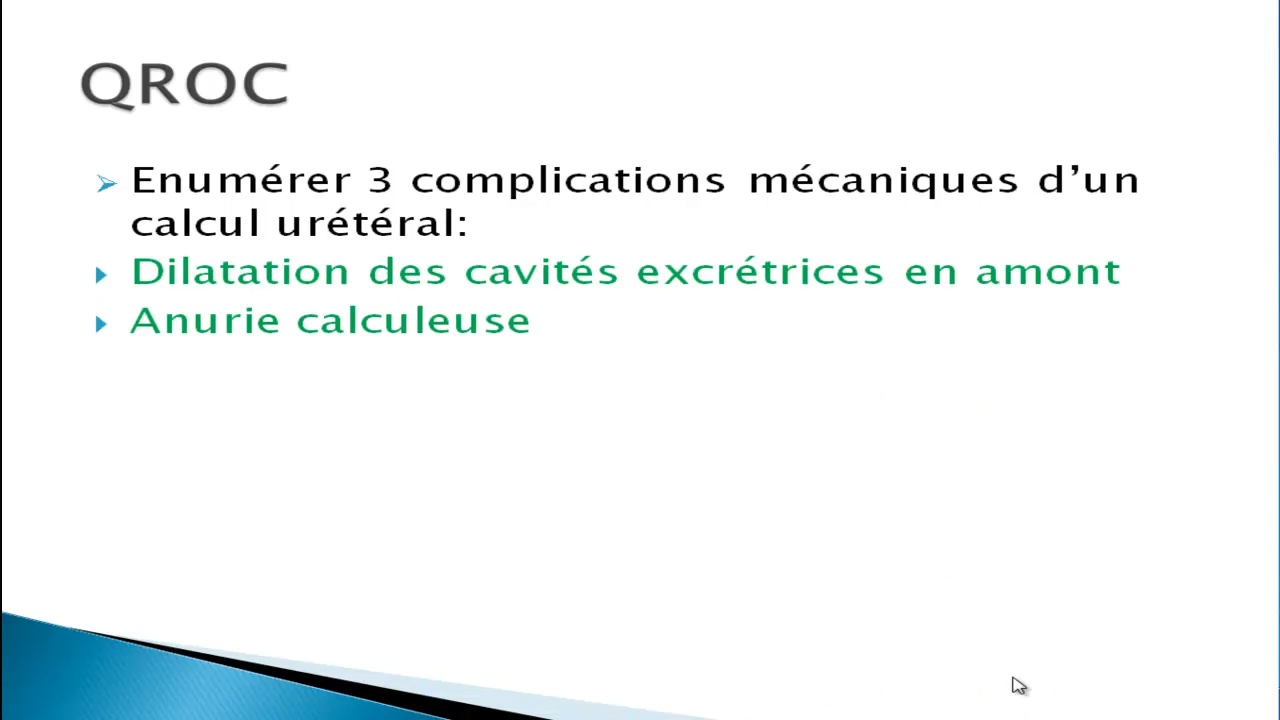 QROC
Enumérer 3 complications mécaniques d’un
calcul urétéral:
Dilatation des cavités excrétrices en amont
Anurie calculeuse